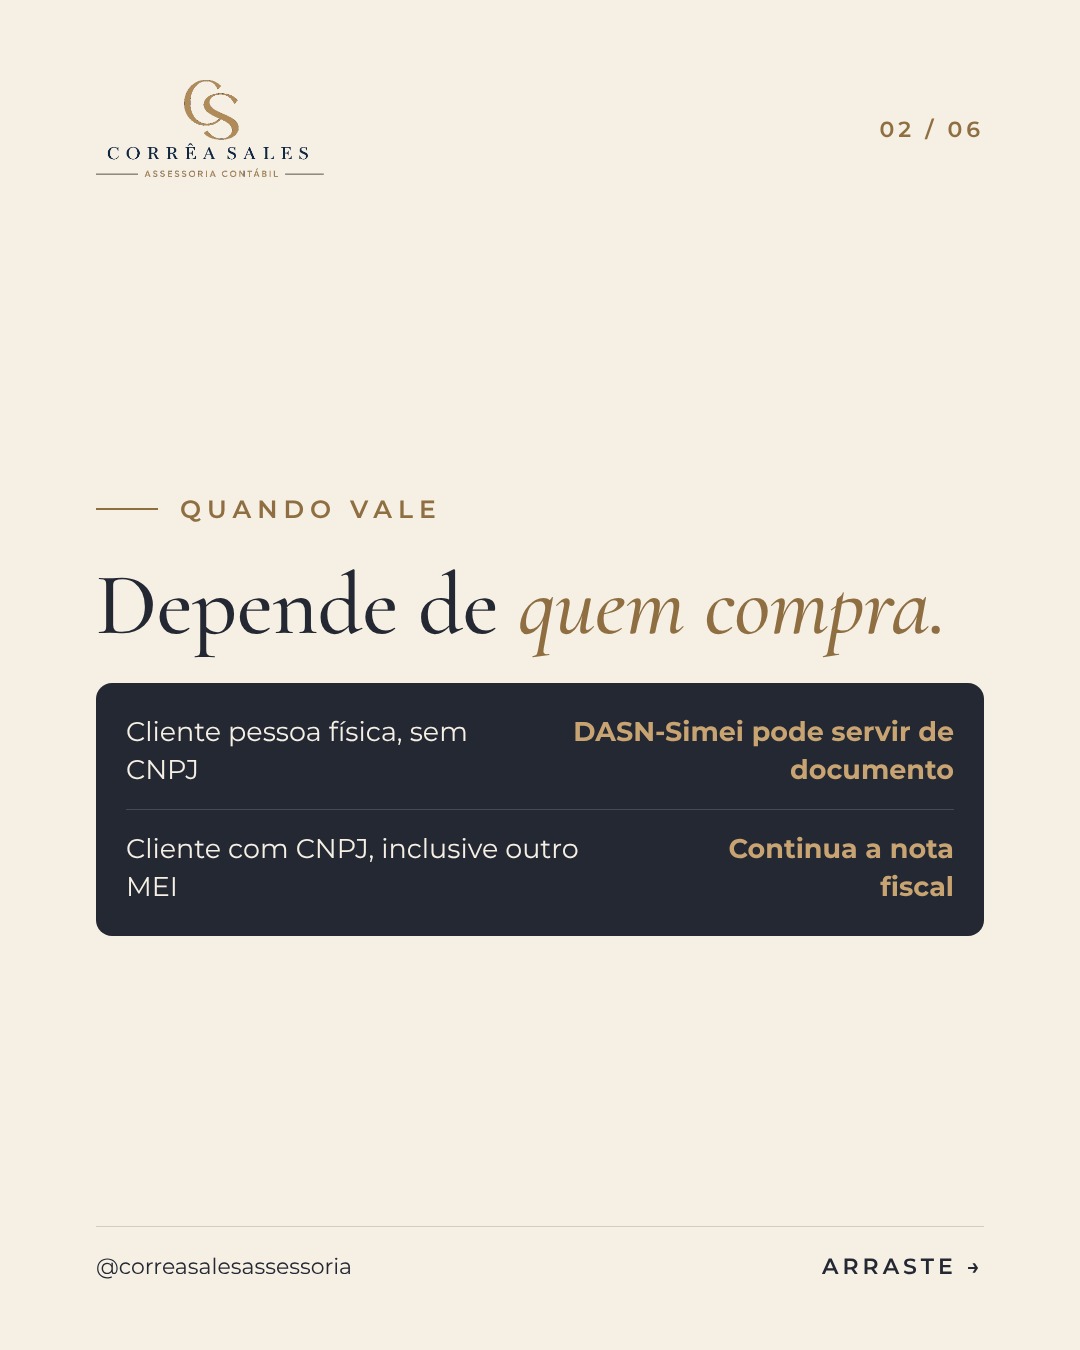 CS
CORRÊA SALES
ASSESSORIA CONTÁBIL
02 / 06
QUANDO VALE
Depende de quem compra.
Cliente pessoa física, sem
CNPJ
DASN-Simei pode servir de
documento
Cliente com CNPJ, inclusive outro
MEI
Continua a nota
fiscal
@correasalesassessoria
ARRASTE →